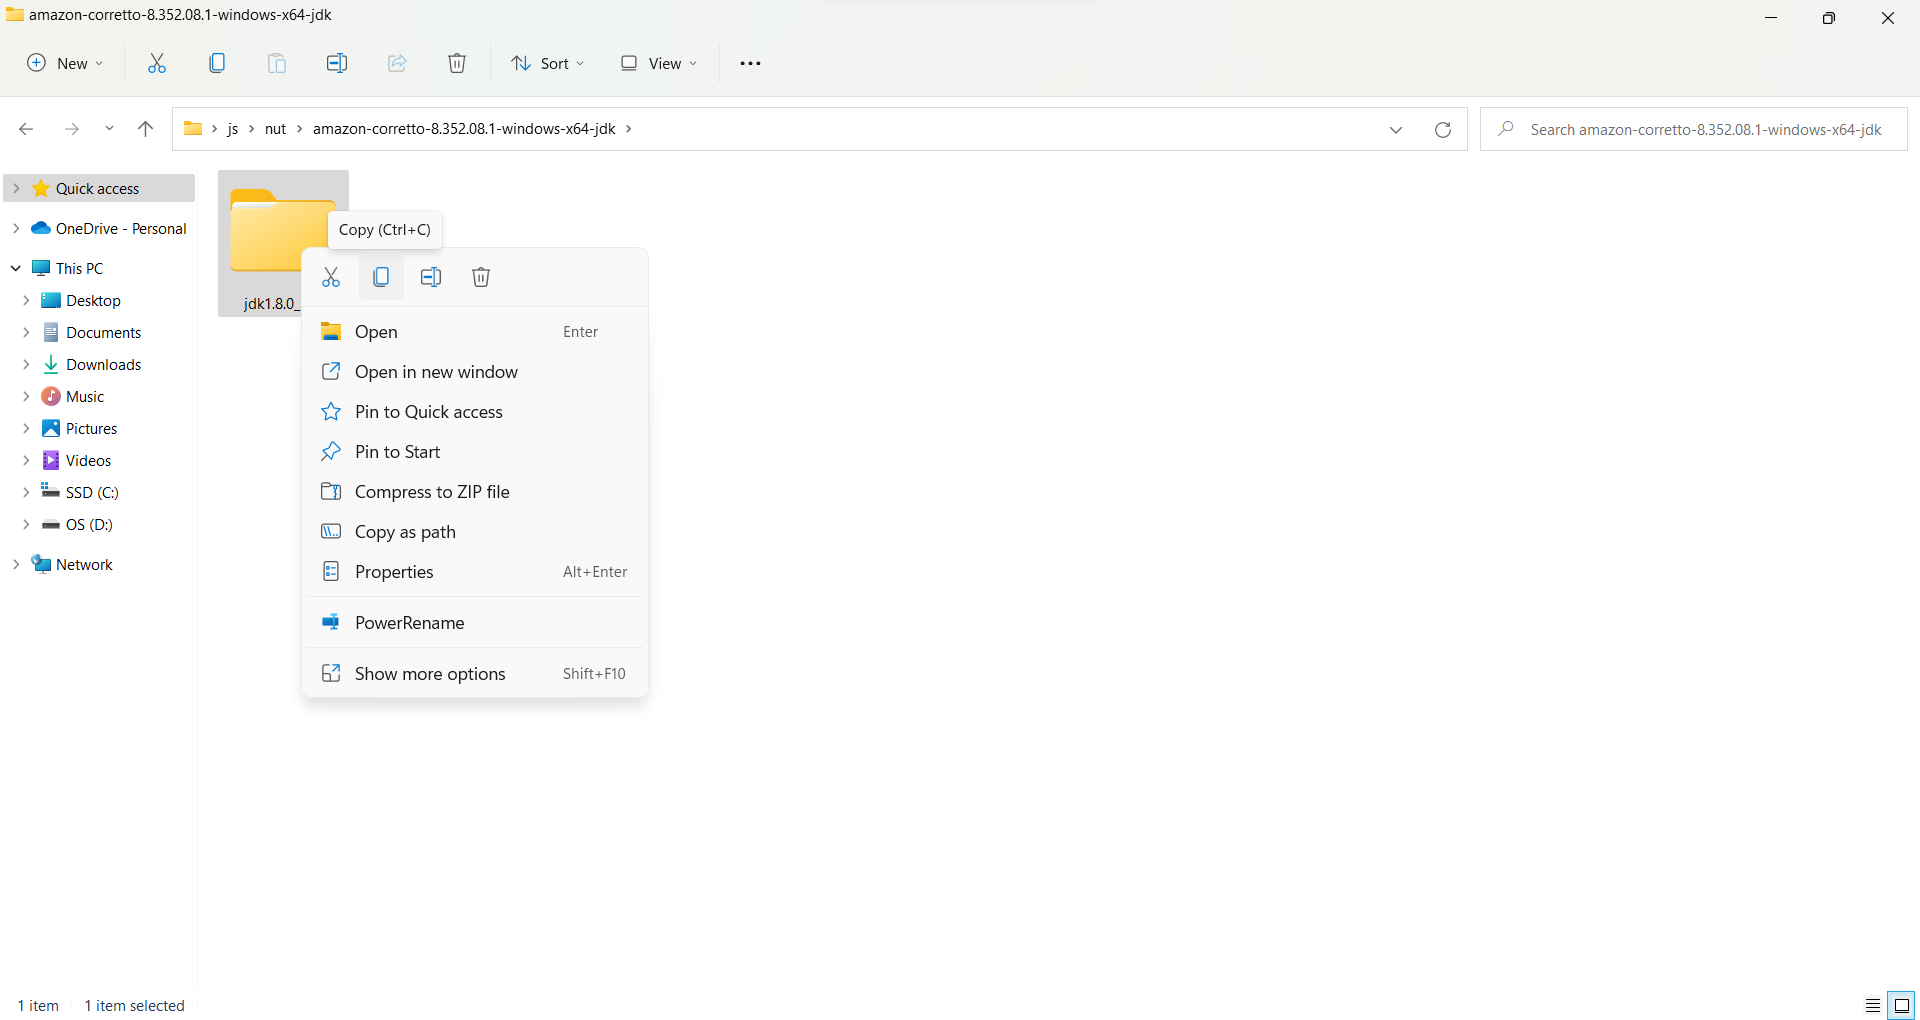 amazon-corretto-8.352.08.1-windows-x64-jdk
New
Sort
View
js > nut > amazon-corretto-8.352.08.1-windows-x64-jdk >
Search amazon-corretto-8.352.08.1-windows-x64-jdk
Quick access
OneDrive - Personal
This PC
Desktop
Documents
Downloads
Music
Pictures
Videos
SSD (C:)
OS (D:)
Network
jdk1.8.0_
Copy (Ctrl+C)
Open Enter
Open in new window
Pin to Quick access
Pin to Start
Compress to ZIP file
Copy as path
Properties Alt+Enter
PowerRename
Show more options Shift+F10
1 item 1 item selected